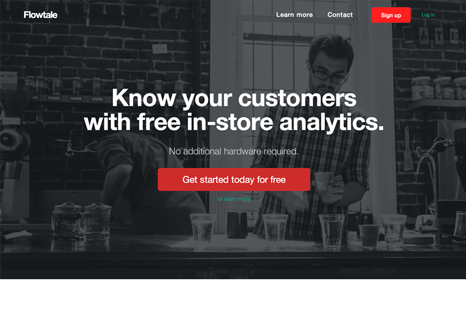 Flowtale
Learn more
Contact
Sign up
Log in
Know your customers
with free in-store analytics.
No additional hardware required.
Get started today for free
or learn more